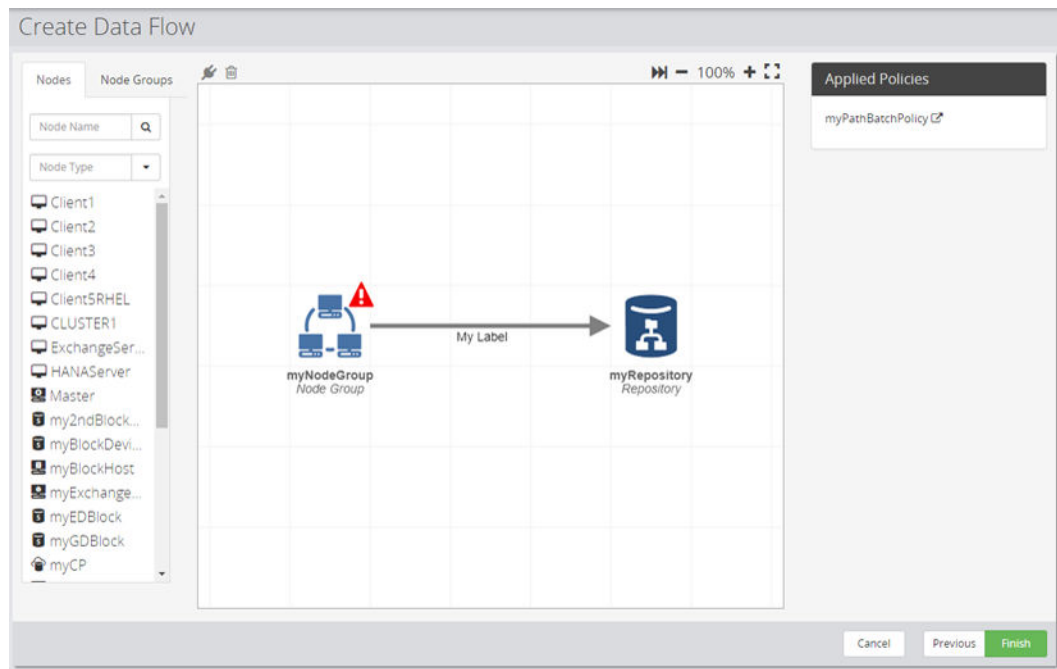 Create Data Flow
Nodes
Node Groups
Node Name
Node Type
Client1
Client2
Client3
Client4
Client5RHEL
CLUSTER1
ExchangeSer...
HANAServer
Master
my2ndBlock...
myBlockDevi...
myBlockHost
myExchange...
myEDBlock
myGDBlock
myCP
100%
My Label
myNodeGroup
Node Group
myRepository
Repository
Applied Policies
myPathBatchPolicy
Cancel
Previous
Finish